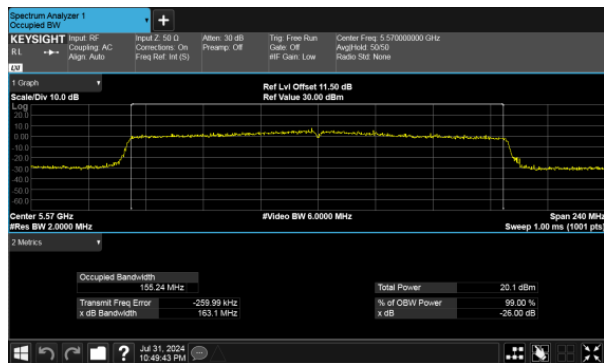 Spectrum Analyzer 1
Occupied BW
KEYSIGHT Input: RF Input Z: 50 Ω Atten: 30 dB Trig: Free Run Center Freq: 5.570000000 GHz
RL Coupling: AC Corrections: On Preamp: Off Gate: Off Avg|Hold: 50/50
Align: Auto Freq Ref: Int (S) #IF Gain: Low Radio Std: None
1 Graph Ref Lvl Offset 11.50 dB
Scale/Div 10.0 dB Ref Value 30.00 dBm
Log
20.0
10.0
0.00
-10.0
-20.0
-30.0
-40.0
-50.0
-60.0
Center 5.57 GHz #Video BW 6.0000 MHz Span 240 MHz
#Res BW 2.0000 MHz Sweep 1.00 ms (1001 pts)
2 Metrics
Occupied Bandwidth
155.24 MHz Total Power 20.1 dBm
Transmit Freq Error -259.99 kHz % of OBW Power 99.00 %
x dB Bandwidth 163.1 MHz x dB -26.00 dB
Jul 31, 2024
10:49:43 PM